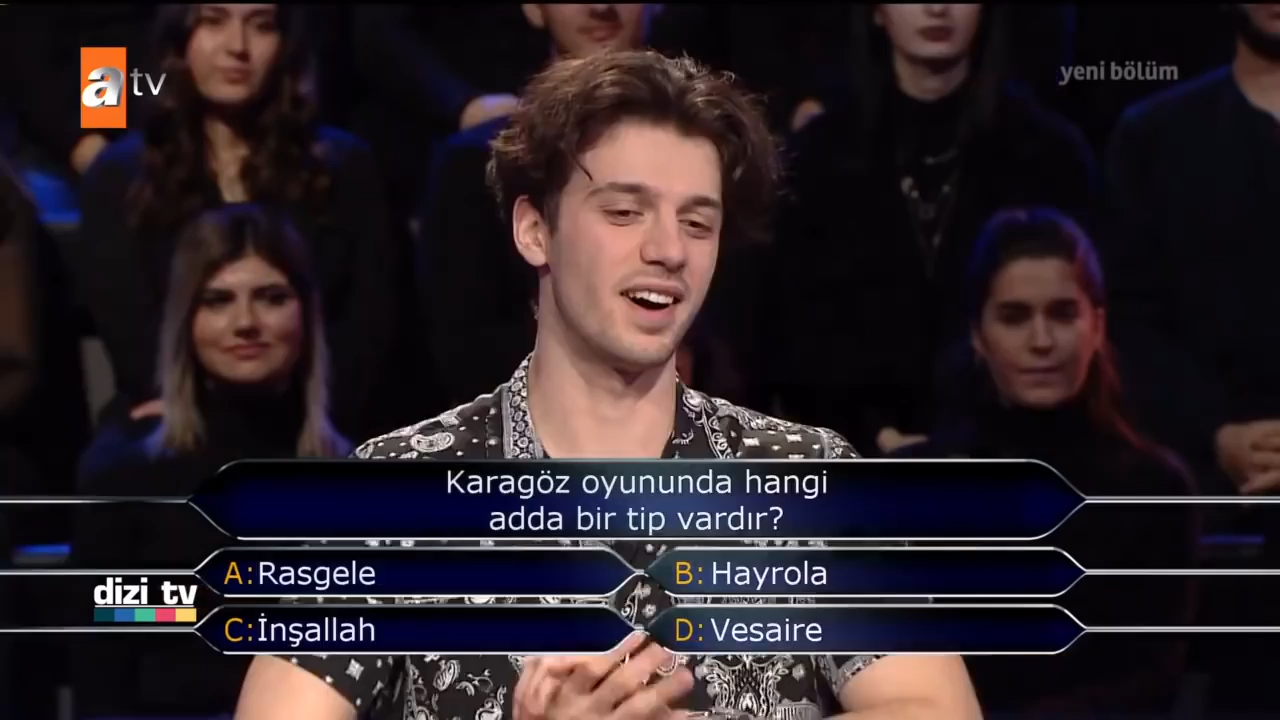 atv
yeni bölüm
Karagöz oyununda hangi
adda bir tip vardır?
A: Rasgele
B: Hayrola
dizi tv
C: İnşallah
D: Vesaire